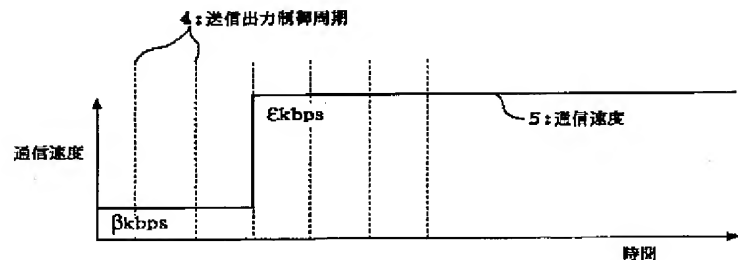 4:送信出力制御周期
εkbps
5:通信速度
通信速度
βkbps
時間